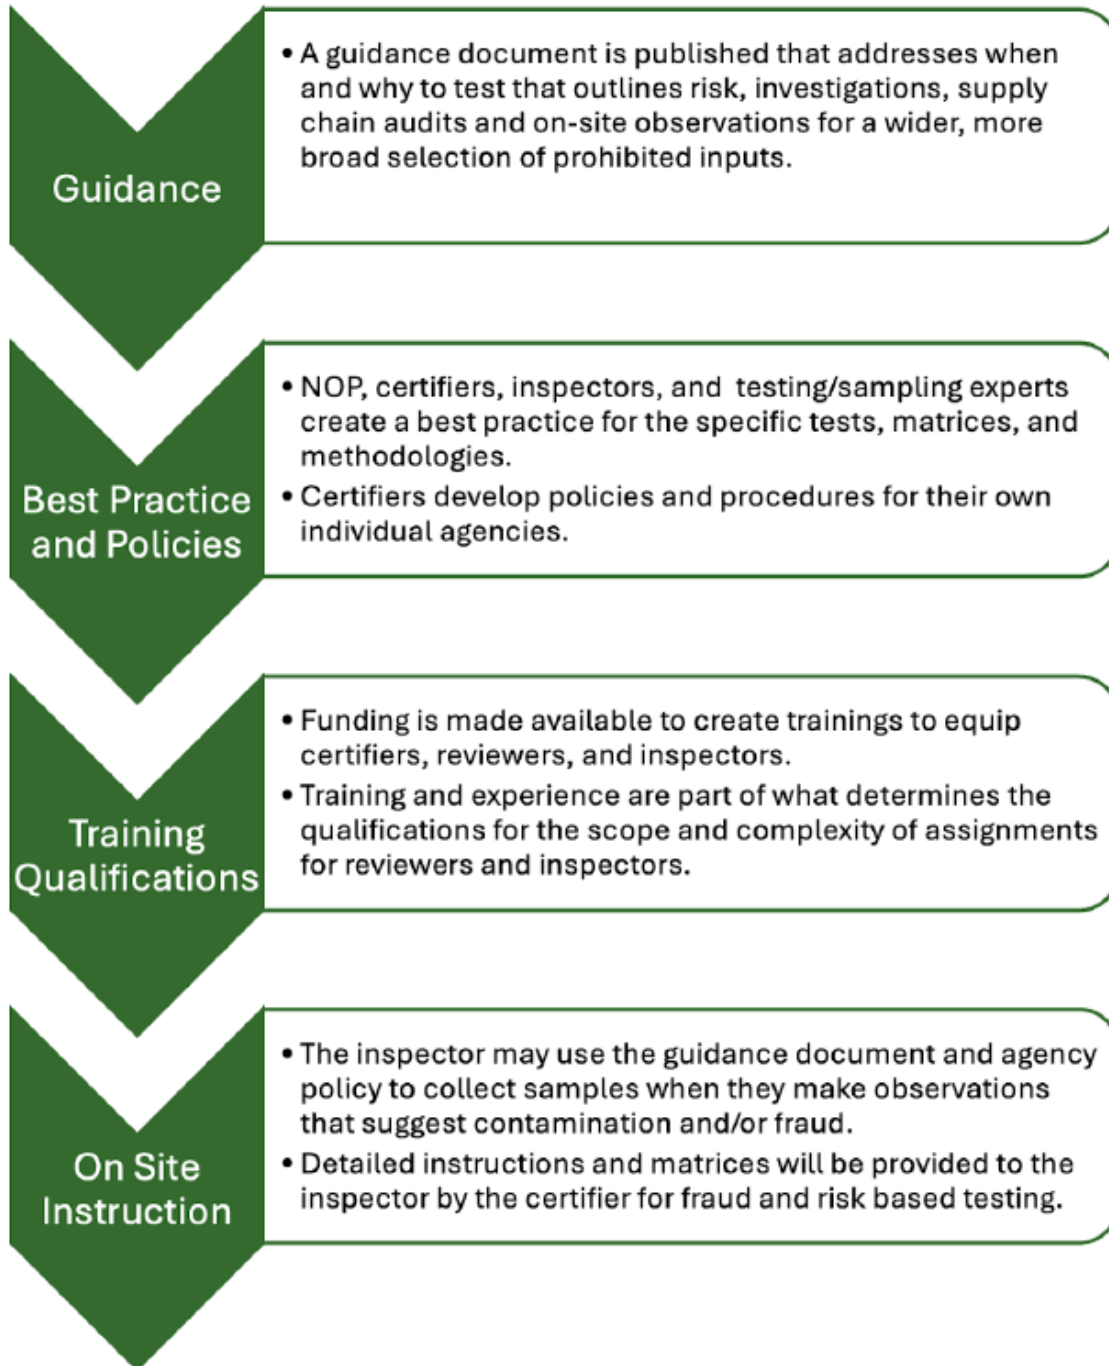 Guidance
• A guidance document is published that addresses when
and why to test that outlines risk, investigations, supply
chain audits and on-site observations for a wider, more
broad selection of prohibited inputs.
Best Practice
and Policies
• NOP, certifiers, inspectors, and testing/sampling experts
create a best practice for the specific tests, matrices, and
methodologies.
• Certifiers develop policies and procedures for their own
individual agencies.
Training
Qualifications
• Funding is made available to create trainings to equip
certifiers, reviewers, and inspectors.
• Training and experience are part of what determines the
qualifications for the scope and complexity of assignments
for reviewers and inspectors.
On Site
Instruction
• The inspector may use the guidance document and agency
policy to collect samples when they make observations
that suggest contamination and/or fraud.
• Detailed instructions and matrices will be provided to the
inspector by the certifier for fraud and risk based testing.